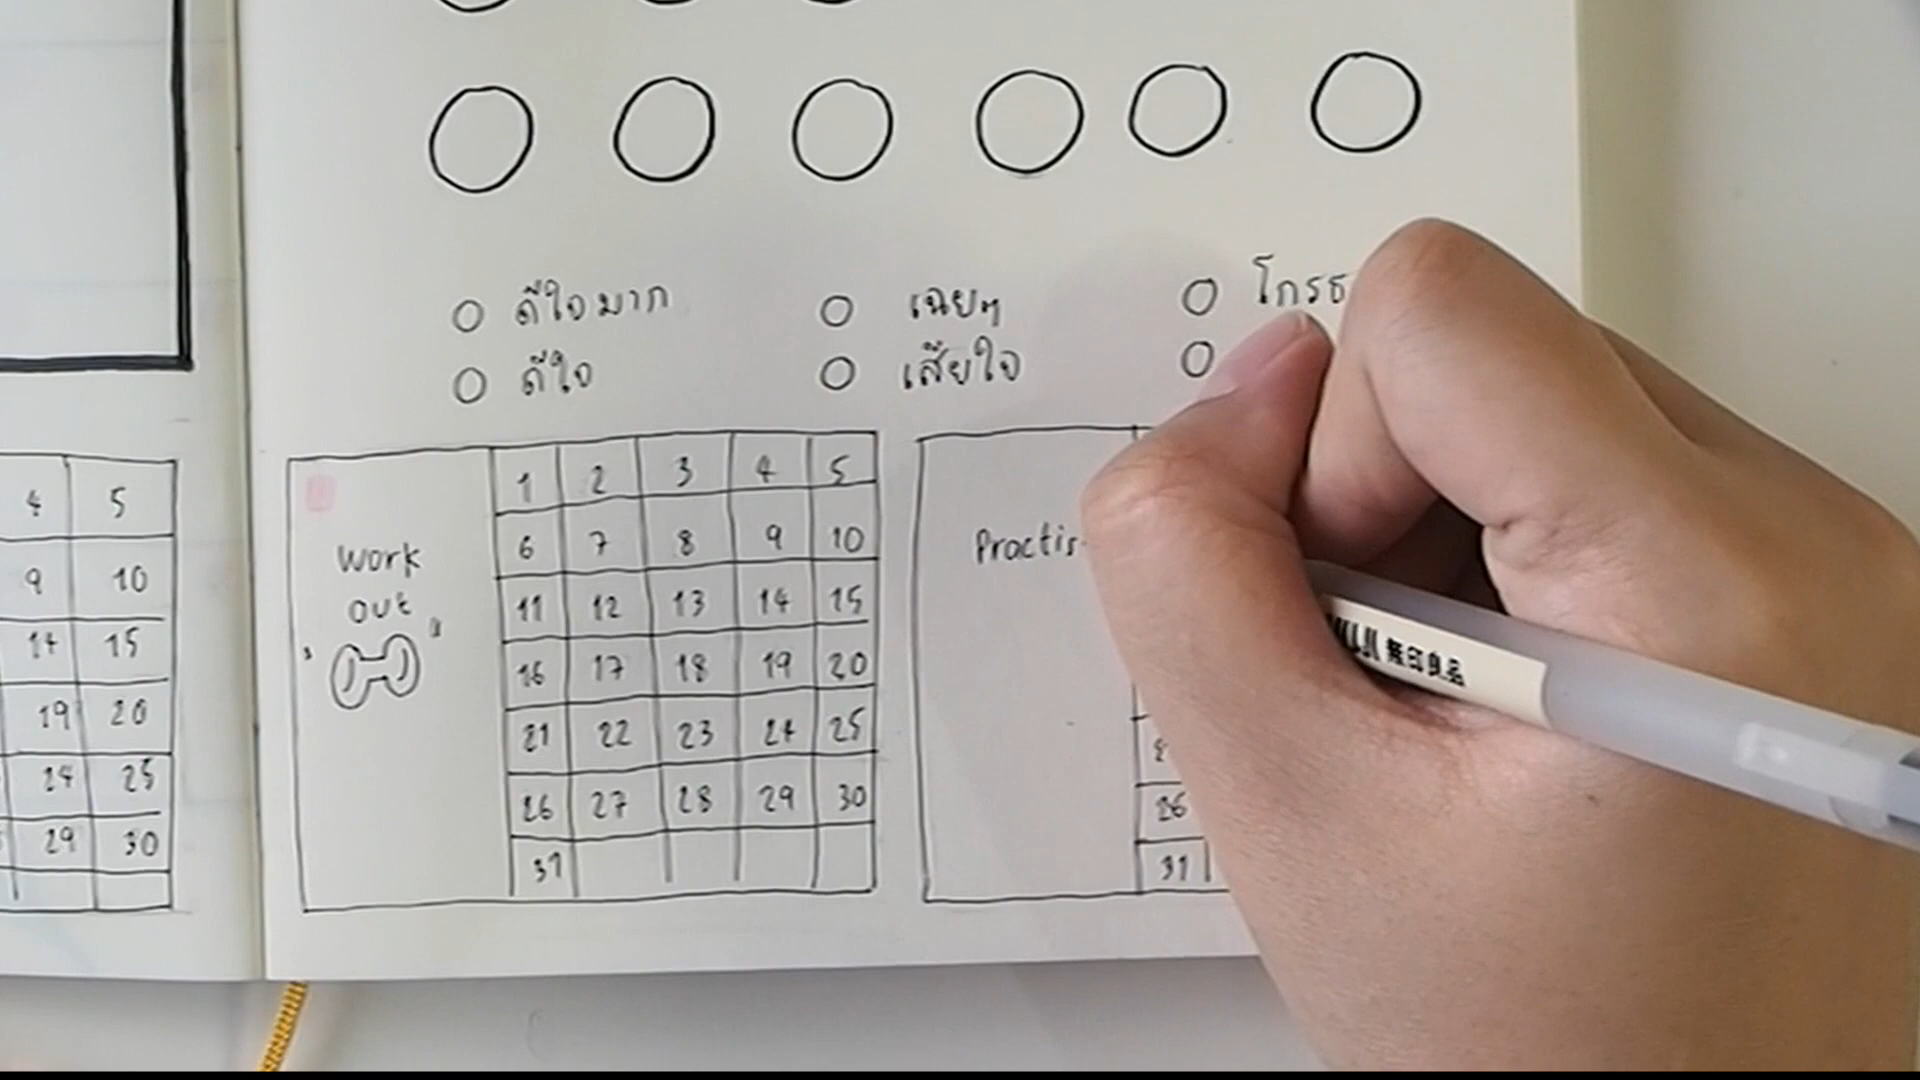 ดีใจมาก
เฉยๆ
โกรธ
ดีใจ
เสียใจ
4 5
9 10
14 15
19 20
24 25
29 30
Work
out
1 2 3 4 5
6 7 8 9 10
11 12 13 14 15
16 17 18 19 20
21 22 23 24 25
26 27 28 29 30
31
Practis
26
31
無印良品